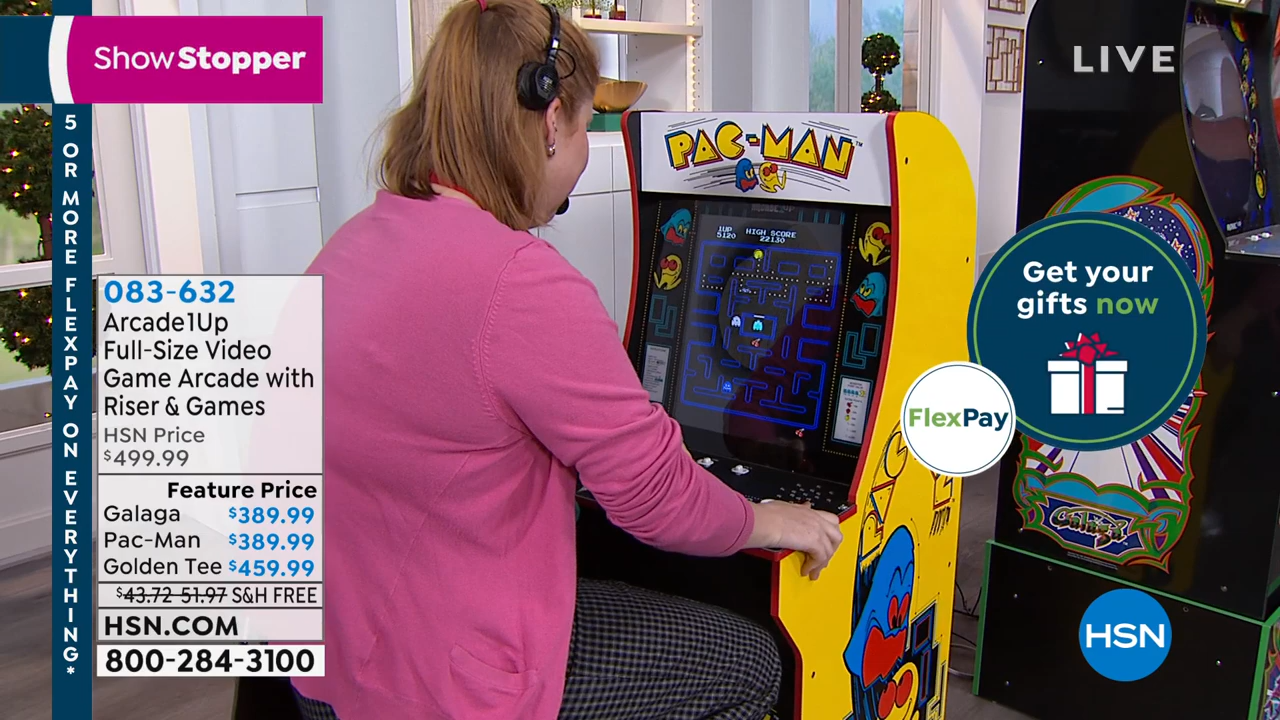 ShowStopper
5 OR MORE FLEXPAY ON EVERYTHING*
083-632
Arcade1Up
Full-Size Video
Game Arcade with
Riser & Games
HSN Price
$499.99
Feature Price
Galaga $389.99
Pac-Man $389.99
Golden Tee $459.99
$43.72-51.97 S&H FREE
HSN.COM
800-284-3100
PAC-MAN™
1UP HIGH SCORE
5120 22130
LIVE
Get your
gifts now
FlexPay
Galaga
HSN